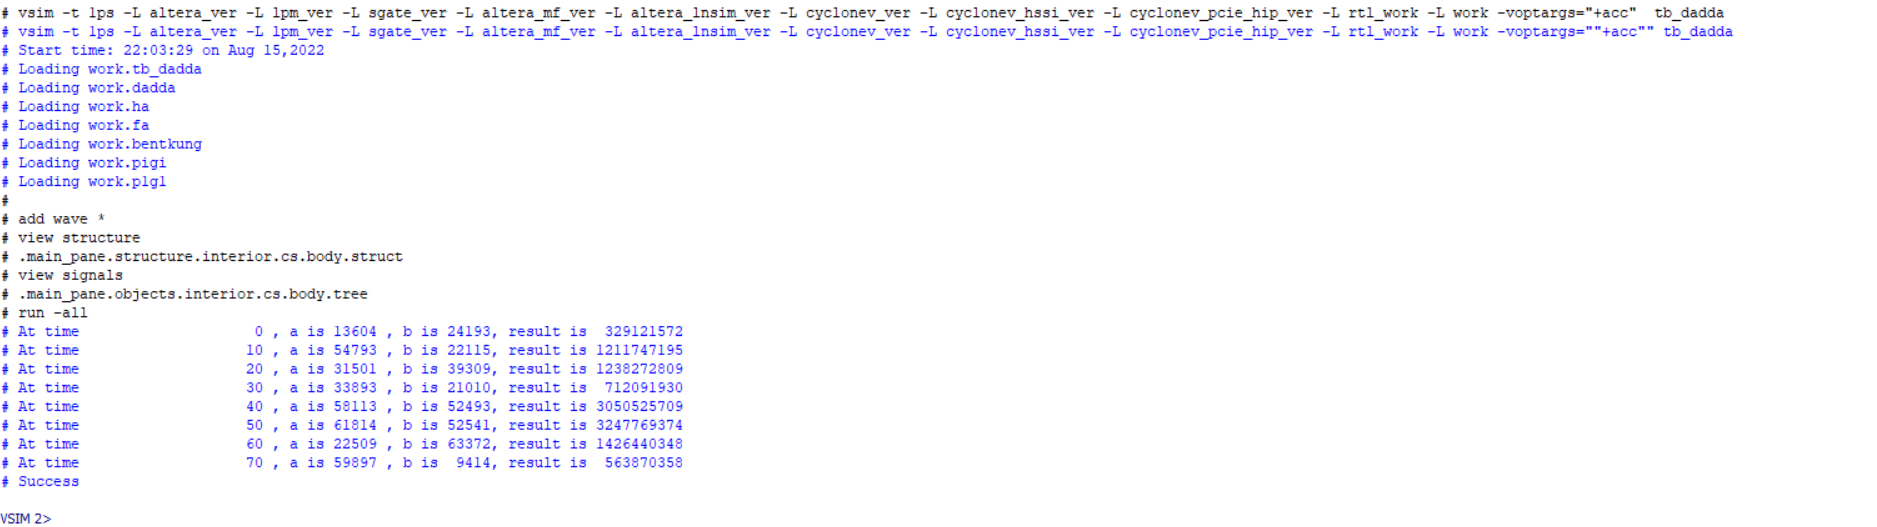 # vsim -t 1ps -L altera_ver -L lpm_ver -L sgate_ver -L altera_mf_ver -L altera_lnsim_ver -L cyclonev_ver -L cyclonev_hssi_ver -L cyclonev_pcie_hip_ver -L rtl_work -L work -voptargs="+acc"  tb_dadda
# vsim -t 1ps -L altera_ver -L lpm_ver -L sgate_ver -L altera_mf_ver -L altera_lnsim_ver -L cyclonev_ver -L cyclonev_hssi_ver -L cyclonev_pcie_hip_ver -L rtl_work -L work -voptargs=""+acc"" tb_dadda
# Start time: 22:03:29 on Aug 15,2022
# Loading work.tb_dadda
# Loading work.dadda
# Loading work.ha
# Loading work.fa
# Loading work.bentkung
# Loading work.pigi
# Loading work.p1g1
#
# add wave *
# view structure
# .main_pane.structure.interior.cs.body.struct
# view signals
# .main_pane.objects.interior.cs.body.tree
# run -all
# At time                    0 , a is 13604 , b is 24193, result is  329121572
# At time                   10 , a is 54793 , b is 22115, result is 1211747195
# At time                   20 , a is 31501 , b is 39309, result is 1238272809
# At time                   30 , a is 33893 , b is 21010, result is  712091930
# At time                   40 , a is 58113 , b is 52493, result is 3050525709
# At time                   50 , a is 61814 , b is 52541, result is 3247769374
# At time                   60 , a is 22509 , b is 63372, result is 1426440348
# At time                   70 , a is 59897 , b is  9414, result is  563870358
# Success
VSIM 2>